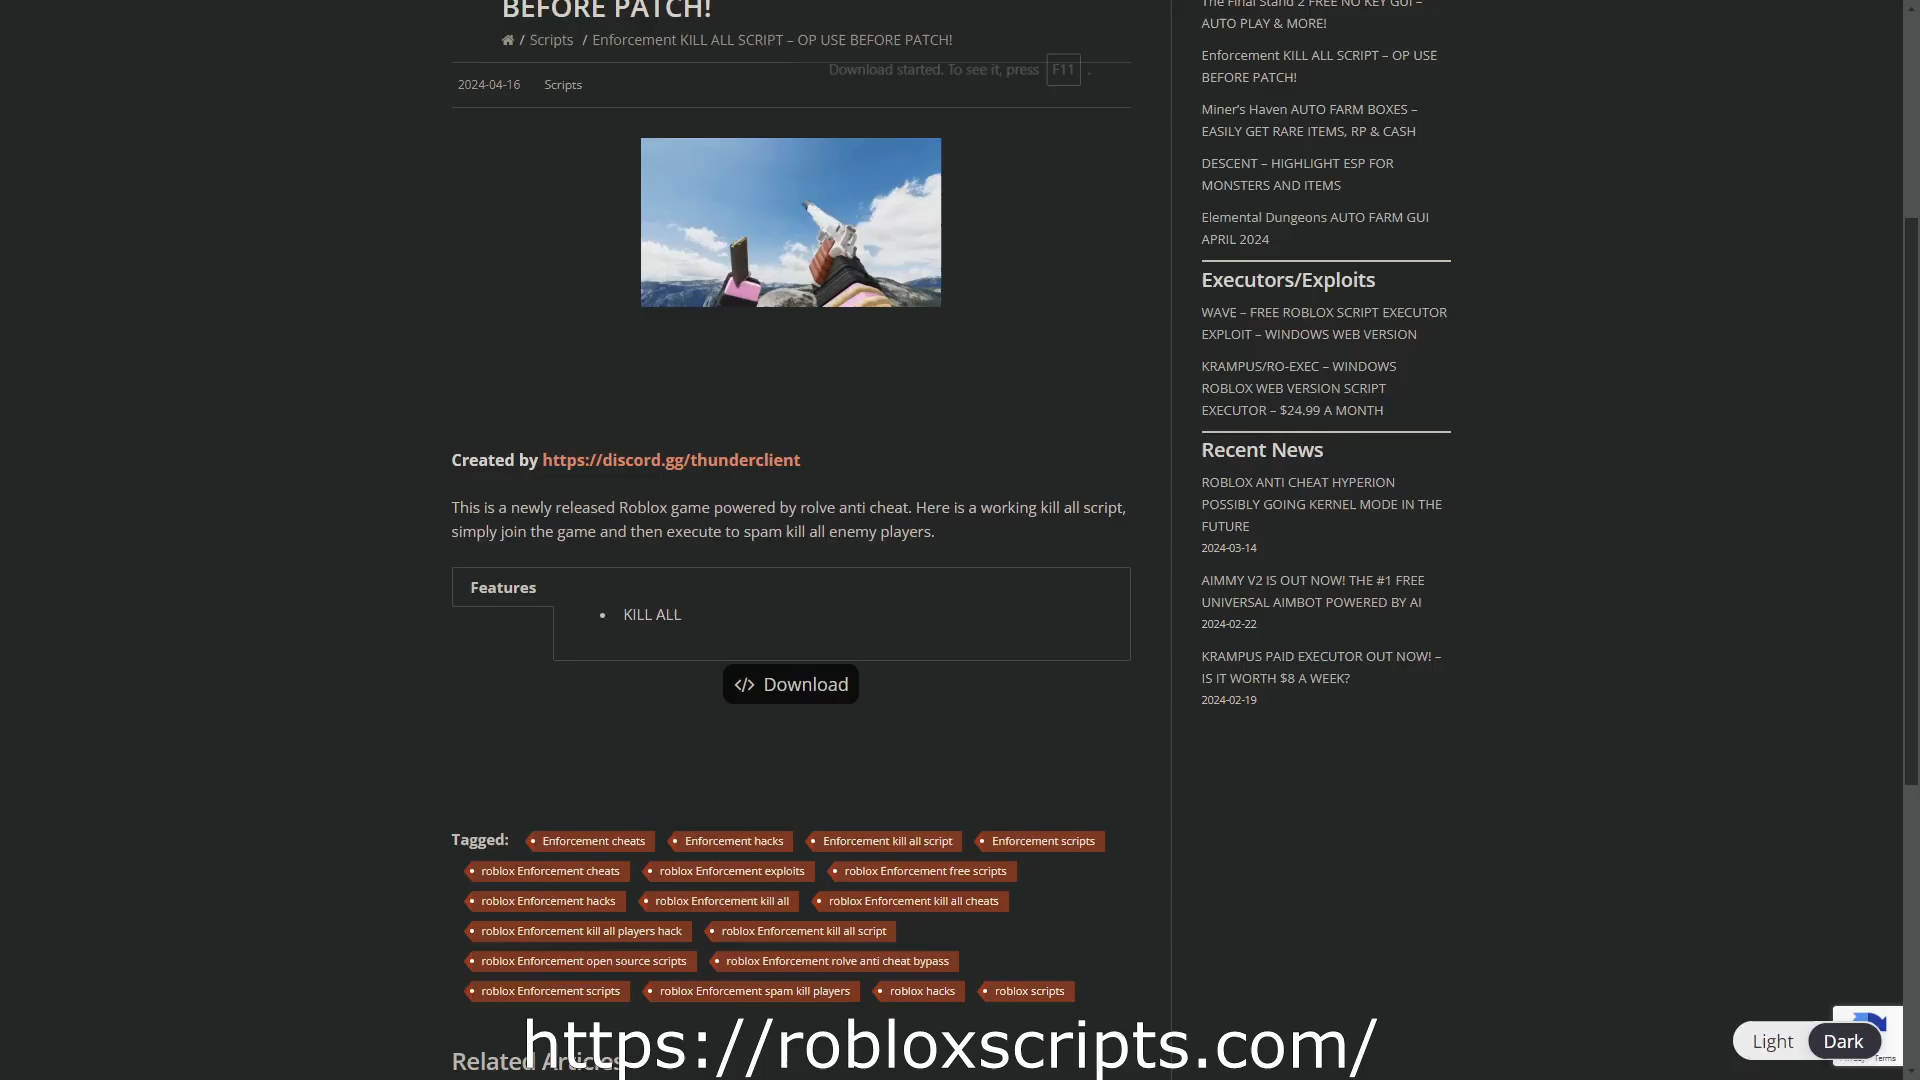 BEFORE PATCH!
/ Scripts / Enforcement KILL ALL SCRIPT – OP USE BEFORE PATCH!
Download started. To see it, press F11 .
2024-04-16 Scripts
Created by https://discord.gg/thunderclient
This is a newly released Roblox game powered by rolve anti cheat. Here is a working kill all script,
simply join the game and then execute to spam kill all enemy players.
Features
• KILL ALL
</> Download
Tagged: Enforcement cheats Enforcement hacks Enforcement kill all script Enforcement scripts
roblox Enforcement cheats roblox Enforcement exploits roblox Enforcement free scripts
roblox Enforcement hacks roblox Enforcement kill all roblox Enforcement kill all cheats
roblox Enforcement kill all players hack roblox Enforcement kill all script
roblox Enforcement open source scripts roblox Enforcement rolve anti cheat bypass
roblox Enforcement scripts roblox Enforcement spam kill players roblox hacks roblox scripts
Related Articles
https://robloxscripts.com/
The Final Stand 2 FREE NO KEY GUI –
AUTO PLAY & MORE!
Enforcement KILL ALL SCRIPT – OP USE
BEFORE PATCH!
Miner's Haven AUTO FARM BOXES –
EASILY GET RARE ITEMS, RP & CASH
DESCENT – HIGHLIGHT ESP FOR
MONSTERS AND ITEMS
Elemental Dungeons AUTO FARM GUI
APRIL 2024
Executors/Exploits
WAVE – FREE ROBLOX SCRIPT EXECUTOR
EXPLOIT – WINDOWS WEB VERSION
KRAMPUS/RO-EXEC – WINDOWS
ROBLOX WEB VERSION SCRIPT
EXECUTOR – $24.99 A MONTH
Recent News
ROBLOX ANTI CHEAT HYPERION
POSSIBLY GOING KERNEL MODE IN THE
FUTURE
2024-03-14
AIMMY V2 IS OUT NOW! THE #1 FREE
UNIVERSAL AIMBOT POWERED BY AI
2024-02-22
KRAMPUS PAID EXECUTOR OUT NOW! –
IS IT WORTH $8 A WEEK?
2024-02-19
Light Dark
Terms